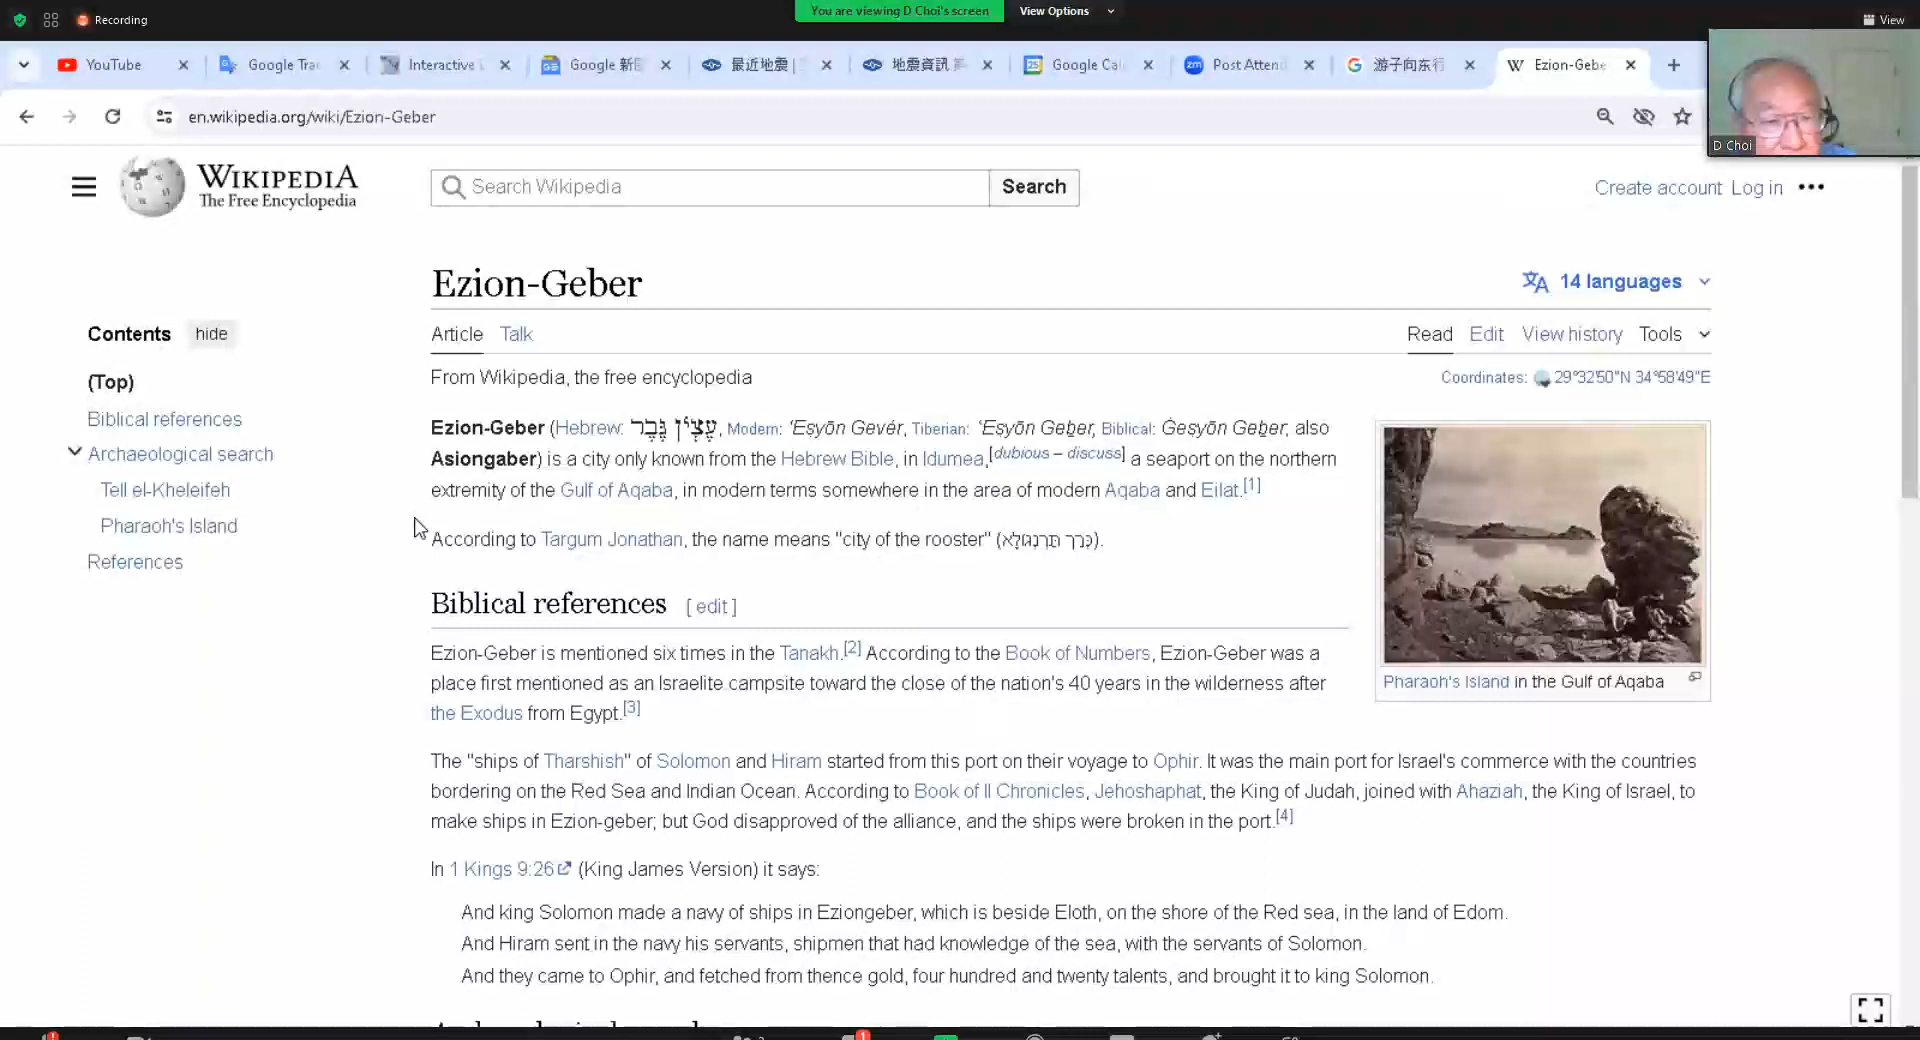 Recording
You are viewing D Choi's screen
View Options
View
YouTube
Google Tra
Interactive
Google 新
最近地震 |
地震資訊
Google Cal
Post Attend
游子向东行
Ezion-Gebe
en.wikipedia.org/wiki/Ezion-Geber
D Choi
WIKIPEDIA
The Free Encyclopedia
Search Wikipedia
Search
Create account Log in
Ezion-Geber
14 languages
Contents hide
Article Talk
Read Edit View history Tools
(Top)
Biblical references
Archaeological search
Tell el-Kheleifeh
Pharaoh's Island
References
From Wikipedia, the free encyclopedia
Coordinates: 29°32′50″N 34°58′49″E
Ezion-Geber (Hebrew: עֶצְיֹן גֶּבֶר, Modern: ʻEṣyōn Gevér, Tiberian: ʻEṣyōn Geḇer, Biblical: Ġeṣyōn Geḇer, also
Asiongaber) is a city only known from the Hebrew Bible, in Idumea,[dubious – discuss] a seaport on the northern
extremity of the Gulf of Aqaba, in modern terms somewhere in the area of modern Aqaba and Eilat.[1]
According to Targum Jonathan, the name means "city of the rooster" (כְּרַך תַּרְנְגוֹלָא).
Pharaoh's Island in the Gulf of Aqaba
Biblical references [ edit ]
Ezion-Geber is mentioned six times in the Tanakh.[2] According to the Book of Numbers, Ezion-Geber was a
place first mentioned as an Israelite campsite toward the close of the nation's 40 years in the wilderness after
the Exodus from Egypt.[3]
The "ships of Tharshish" of Solomon and Hiram started from this port on their voyage to Ophir. It was the main port for Israel's commerce with the countries
bordering on the Red Sea and Indian Ocean. According to Book of II Chronicles, Jehoshaphat, the King of Judah, joined with Ahaziah, the King of Israel, to
make ships in Ezion-geber; but God disapproved of the alliance, and the ships were broken in the port.[4]
In 1 Kings 9:26 (King James Version) it says:
And king Solomon made a navy of ships in Eziongeber, which is beside Eloth, on the shore of the Red sea, in the land of Edom.
And Hiram sent in the navy his servants, shipmen that had knowledge of the sea, with the servants of Solomon.
And they came to Ophir, and fetched from thence gold, four hundred and twenty talents, and brought it to king Solomon.